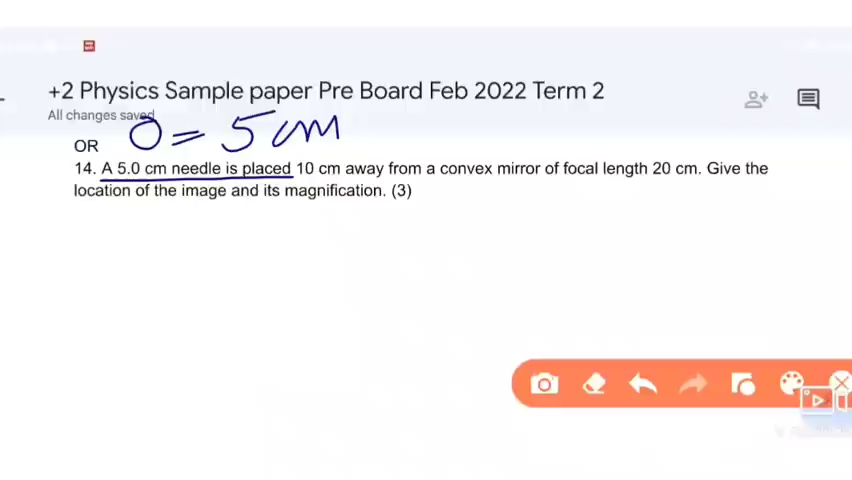 +2 Physics Sample paper Pre Board Feb 2022 Term 2
All changes saved
O = 5 cm
OR
14. A 5.0 cm needle is placed 10 cm away from a convex mirror of focal length 20 cm. Give the
location of the image and its magnification. (3)